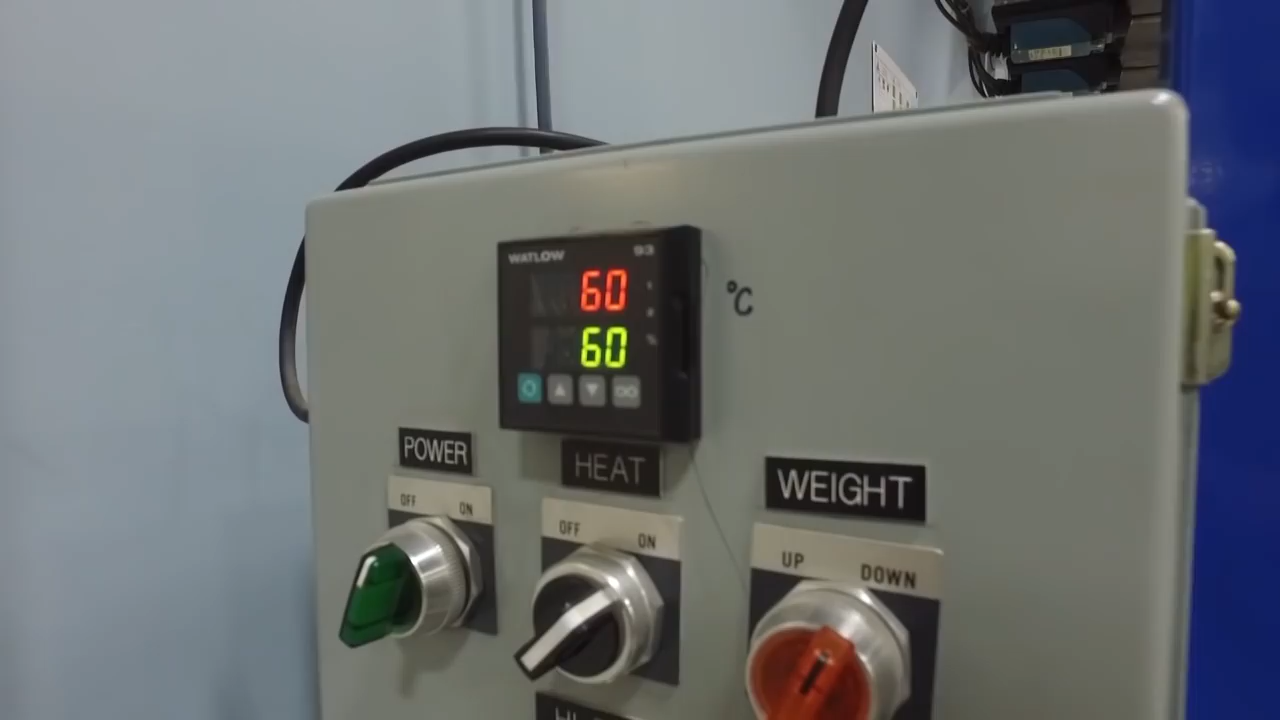 WATLOW 93
60
60
°C
POWER
OFF ON
HEAT
OFF ON
WEIGHT
UP DOWN